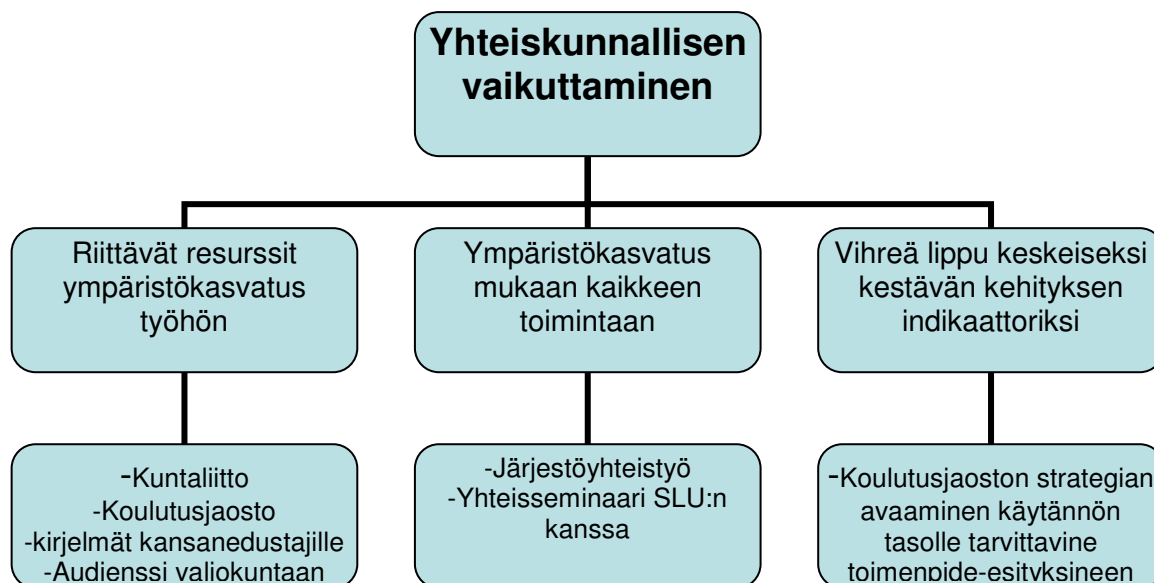 Yhteiskunnallisen
vaikuttaminen
Riittävät resurssit
ympäristökasvatus
työhön
Ympäristökasvatus
mukaan kaikkeen
toimintaan
Vihreä lippu keskeiseksi
kestävän kehityksen
indikaattoriksi
-Kuntaliitto
-Koulutusjaosto
-kirjelmät kansanedustajille
-Audienssi valiokuntaan
-Järjestöyhteistyö
-Yhteisseminaari SLU:n
kanssa
-Koulutusjaoston strategian
avaaminen käytännön
tasolle tarvittavine
toimenpide-esityksineen